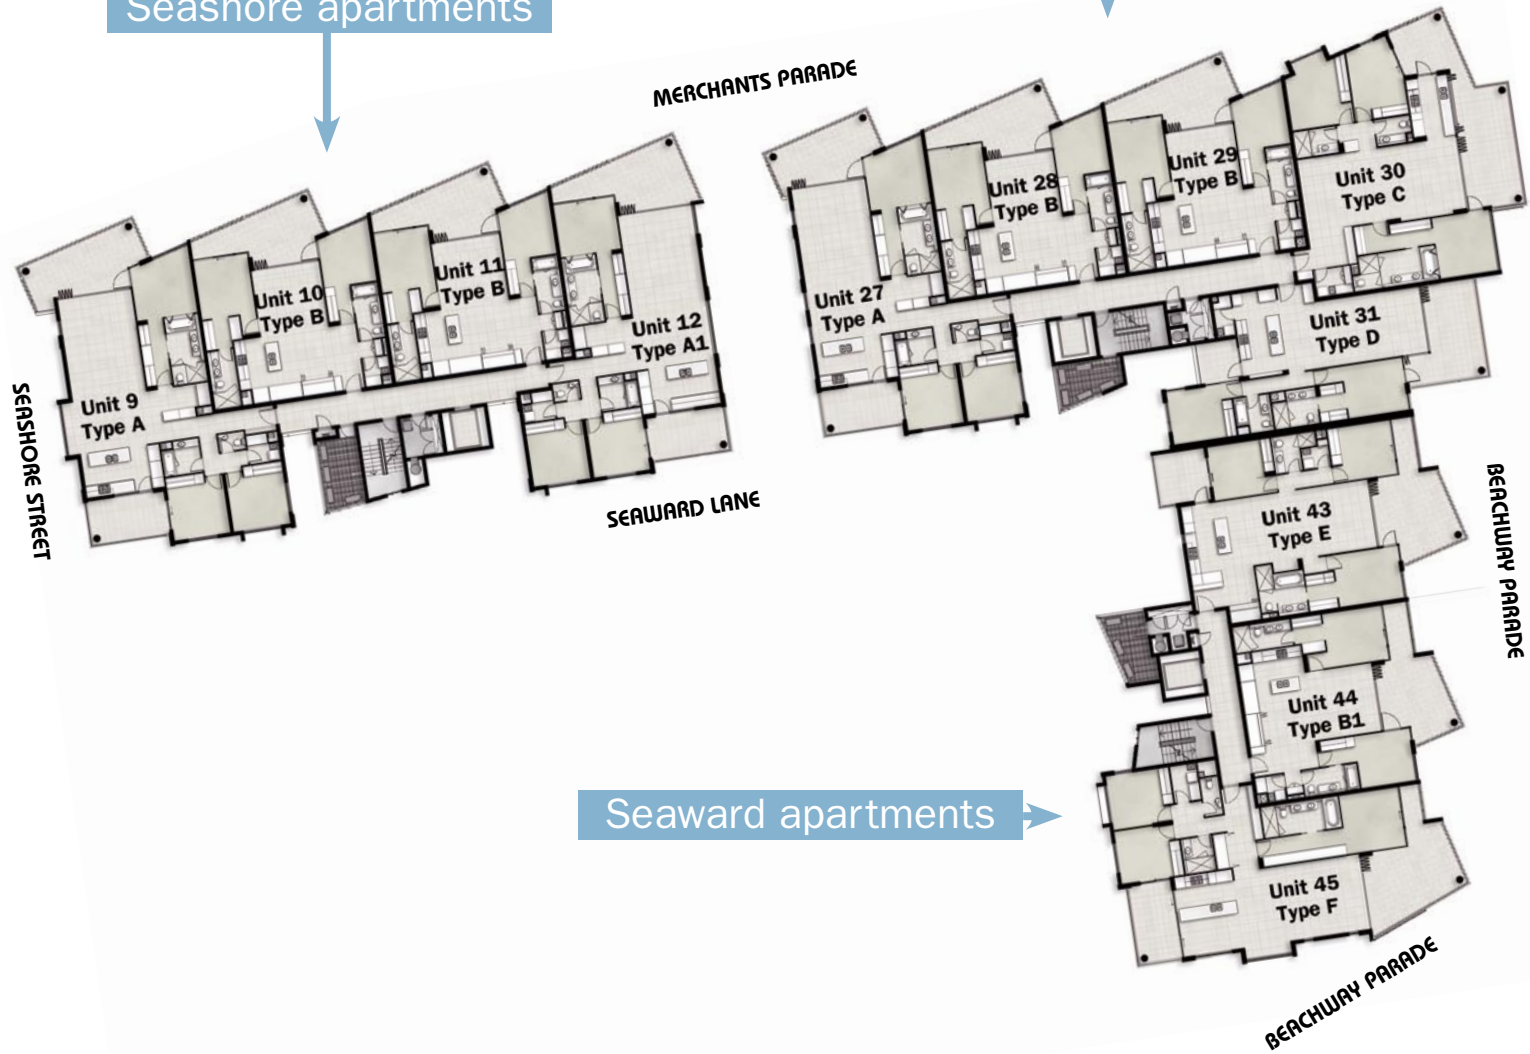 Seashore apartments
MERCHANTS PARADE
Unit 9
Type A
Unit 10
Type B
Unit 11
Type B
Unit 12
Type A1
Unit 27
Type A
Unit 28
Type B
Unit 29
Type B
Unit 30
Type C
Unit 31
Type D
SEASHORE STREET
SEAWARD LANE
Unit 43
Type E
BEACHWAY PARADE
Unit 44
Type B1
Seaward apartments
Unit 45
Type F
BEACHWAY PARADE